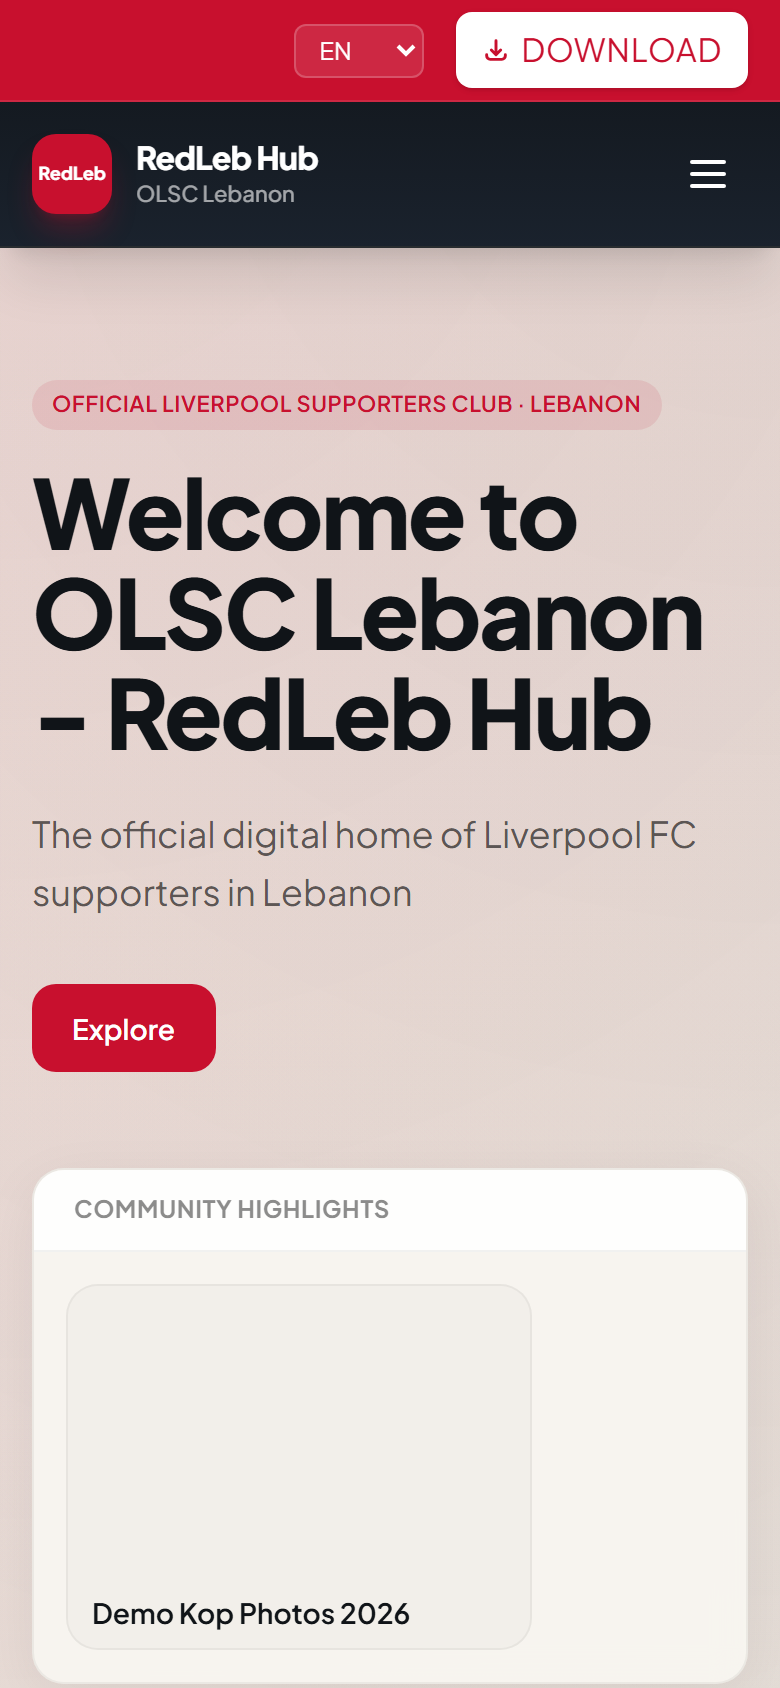 EN
DOWNLOAD
RedLeb
RedLeb Hub
OLSC Lebanon
OFFICIAL LIVERPOOL SUPPORTERS CLUB · LEBANON
Welcome to
OLSC Lebanon
– RedLeb Hub
The official digital home of Liverpool FC
supporters in Lebanon
Explore
COMMUNITY HIGHLIGHTS
Demo Kop Photos 2026